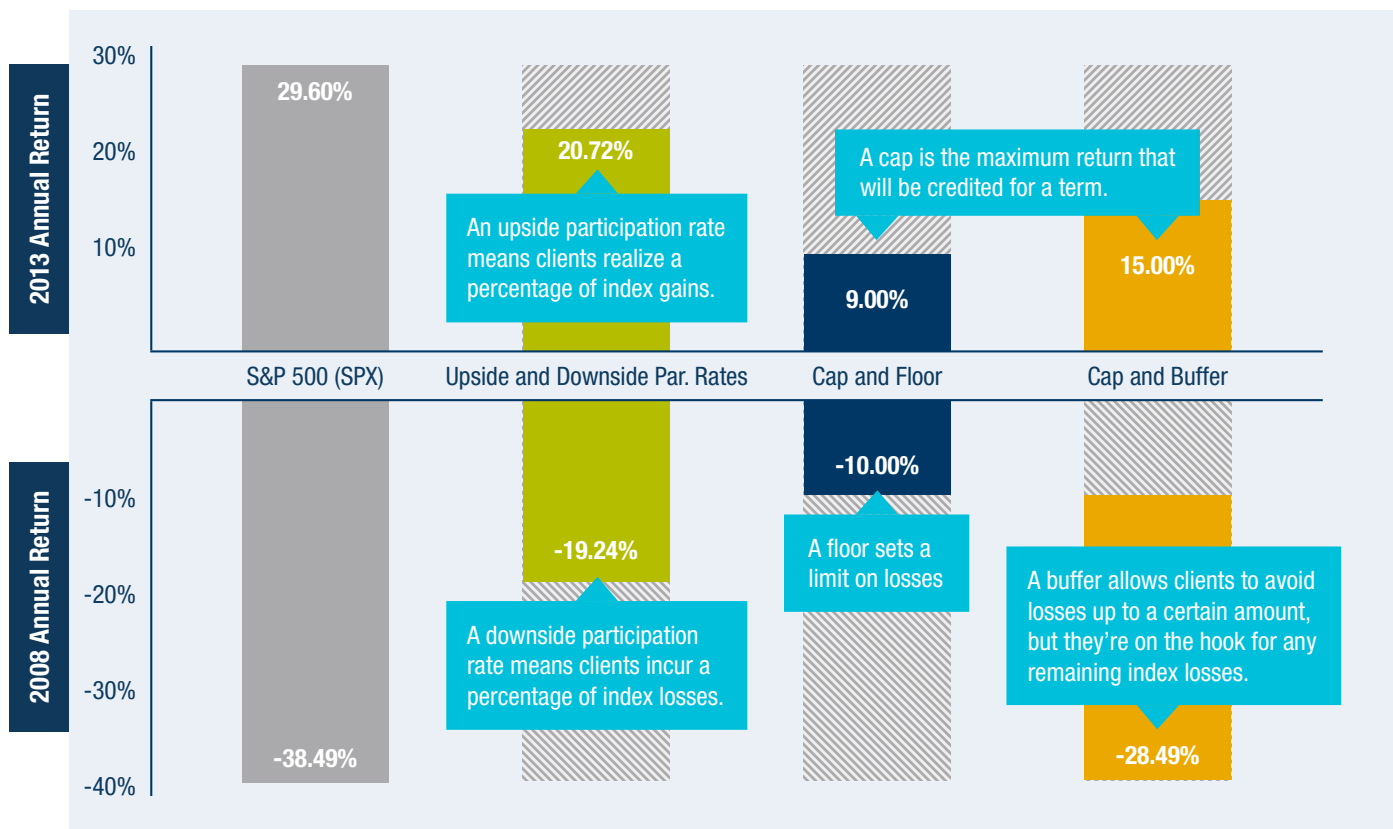 2013 Annual Return
30%
20%
10%
29.60%
20.72%
An upside participation rate
means clients realize a
percentage of index gains.
A cap is the maximum return that
will be credited for a term.
9.00%
15.00%
S&P 500 (SPX)
Upside and Downside Par. Rates
Cap and Floor
Cap and Buffer
2008 Annual Return
-10%
-20%
-30%
-40%
-38.49%
-19.24%
A downside participation
rate means clients incur a
percentage of index losses.
-10.00%
A floor sets a
limit on losses
A buffer allows clients to avoid
losses up to a certain amount,
but they’re on the hook for any
remaining index losses.
-28.49%